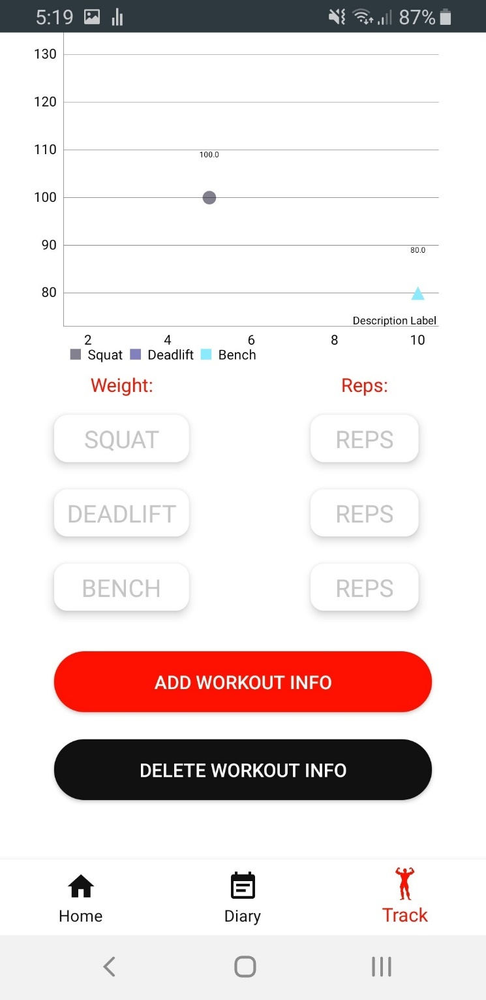 5:19 87%
130
120
110
100.0
100
90
80.0
80
Description Label
2 4 6 8 10
Squat Deadlift Bench
Weight: Reps:
SQUAT REPS
DEADLIFT REPS
BENCH REPS
ADD WORKOUT INFO
DELETE WORKOUT INFO
Home Diary Track